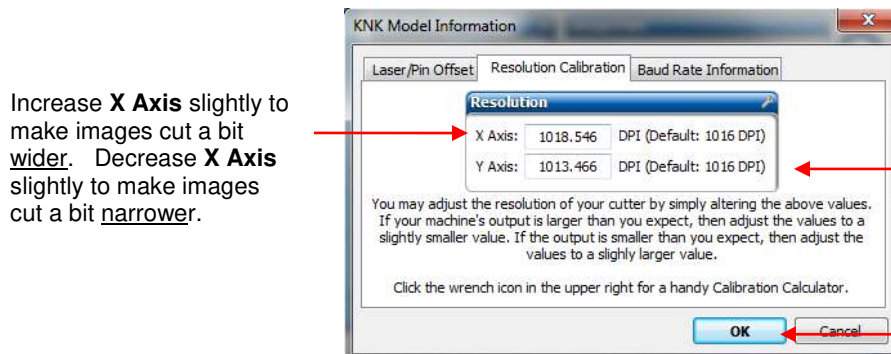 Increase X Axis slightly to
make images cut a bit
wider. Decrease X Axis
slightly to make images
cut a bit narrower.
KNK Model Information
Laser/Pin Offset Resolution Calibration Baud Rate Information
Resolution
X Axis: 1018.546 DPI (Default: 1016 DPI)
Y Axis: 1013.466 DPI (Default: 1016 DPI)
You may adjust the resolution of your cutter by simply altering the above values.
If your machine's output is larger than you expect, then adjust the values to a
slightly smaller value. If the output is smaller than you expect, then adjust the
values to a slighly larger value.
Click the wrench icon in the upper right for a handy Calibration Calculator.
OK Cancel